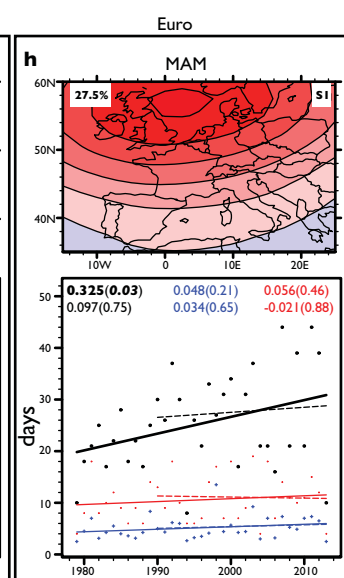 Euro
h
MAM
60N
27.5%
S1
50N
40N
10W 0 10E 20E
0.325(0.03) 0.048(0.21) 0.056(0.46)
0.097(0.75) 0.034(0.65) -0.021(0.88)
50
40
30
20
10
0
days
1980 1990 2000 2010